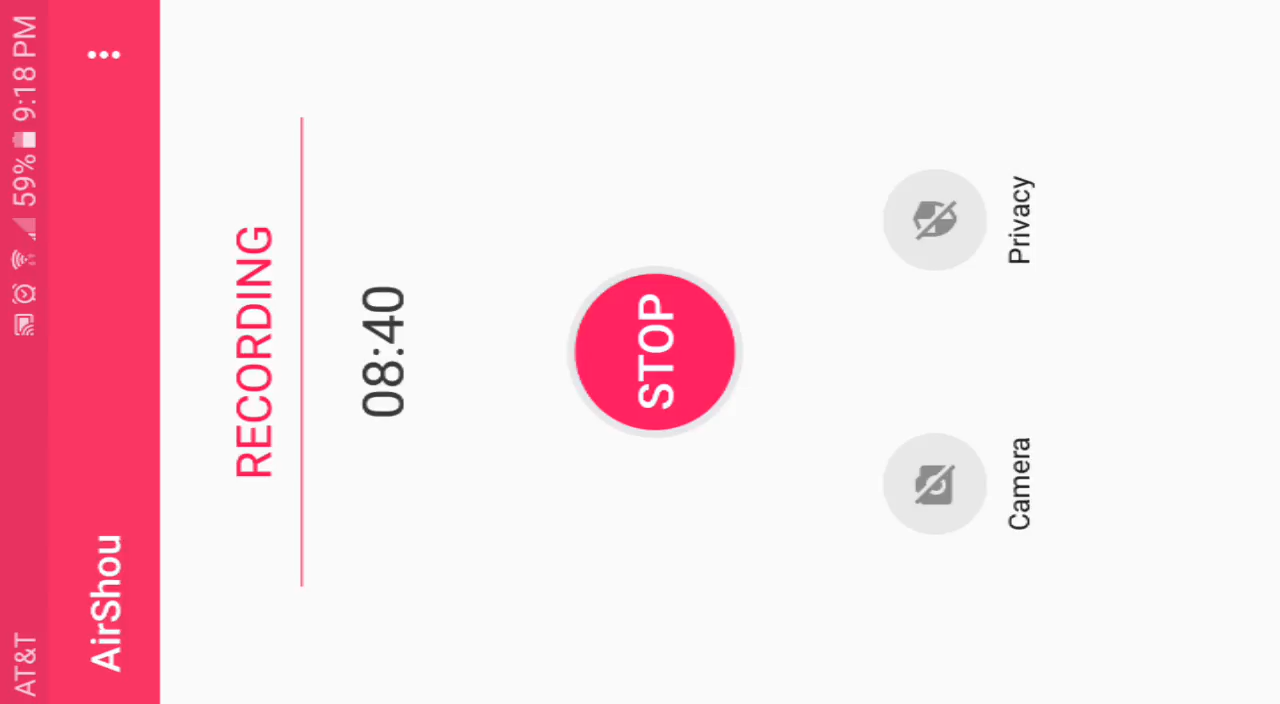 AT&T 59% 9:18 PM
AirShou
RECORDING
08:40
STOP
Camera Privacy